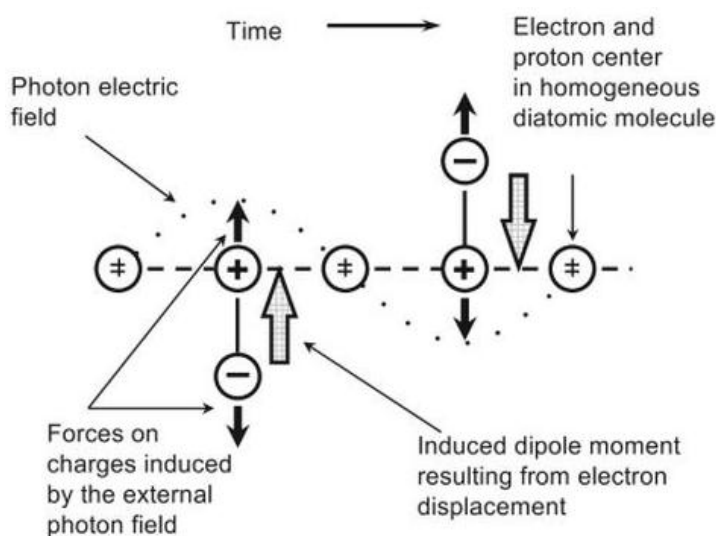 Time
Electron and
proton center
in homogeneous
diatomic molecule
Photon electric
field
Forces on
charges induced
by the external
photon field
Induced dipole moment
resulting from electron
displacement